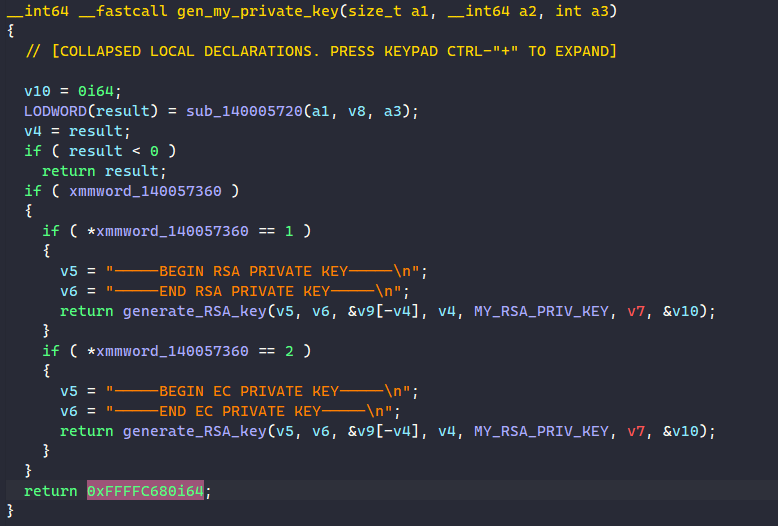 __int64 __fastcall gen_my_private_key(size_t a1, __int64 a2, int a3)
{
  // [COLLAPSED LOCAL DECLARATIONS. PRESS KEYPAD CTRL-"+" TO EXPAND]

  v10 = 0i64;
  LODWORD(result) = sub_140005720(a1, v8, a3);
  v4 = result;
  if ( result < 0 )
    return result;
  if ( xmmword_140057360 )
  {
    if ( *xmmword_140057360 == 1 )
    {
      v5 = "-----BEGIN RSA PRIVATE KEY-----\n";
      v6 = "-----END RSA PRIVATE KEY-----\n";
      return generate_RSA_key(v5, v6, &v9[-v4], v4, MY_RSA_PRIV_KEY, v7, &v10);
    }
    if ( *xmmword_140057360 == 2 )
    {
      v5 = "-----BEGIN EC PRIVATE KEY-----\n";
      v6 = "-----END EC PRIVATE KEY-----\n";
      return generate_RSA_key(v5, v6, &v9[-v4], v4, MY_RSA_PRIV_KEY, v7, &v10);
    }
  }
  return 0xFFFFC680i64;
}